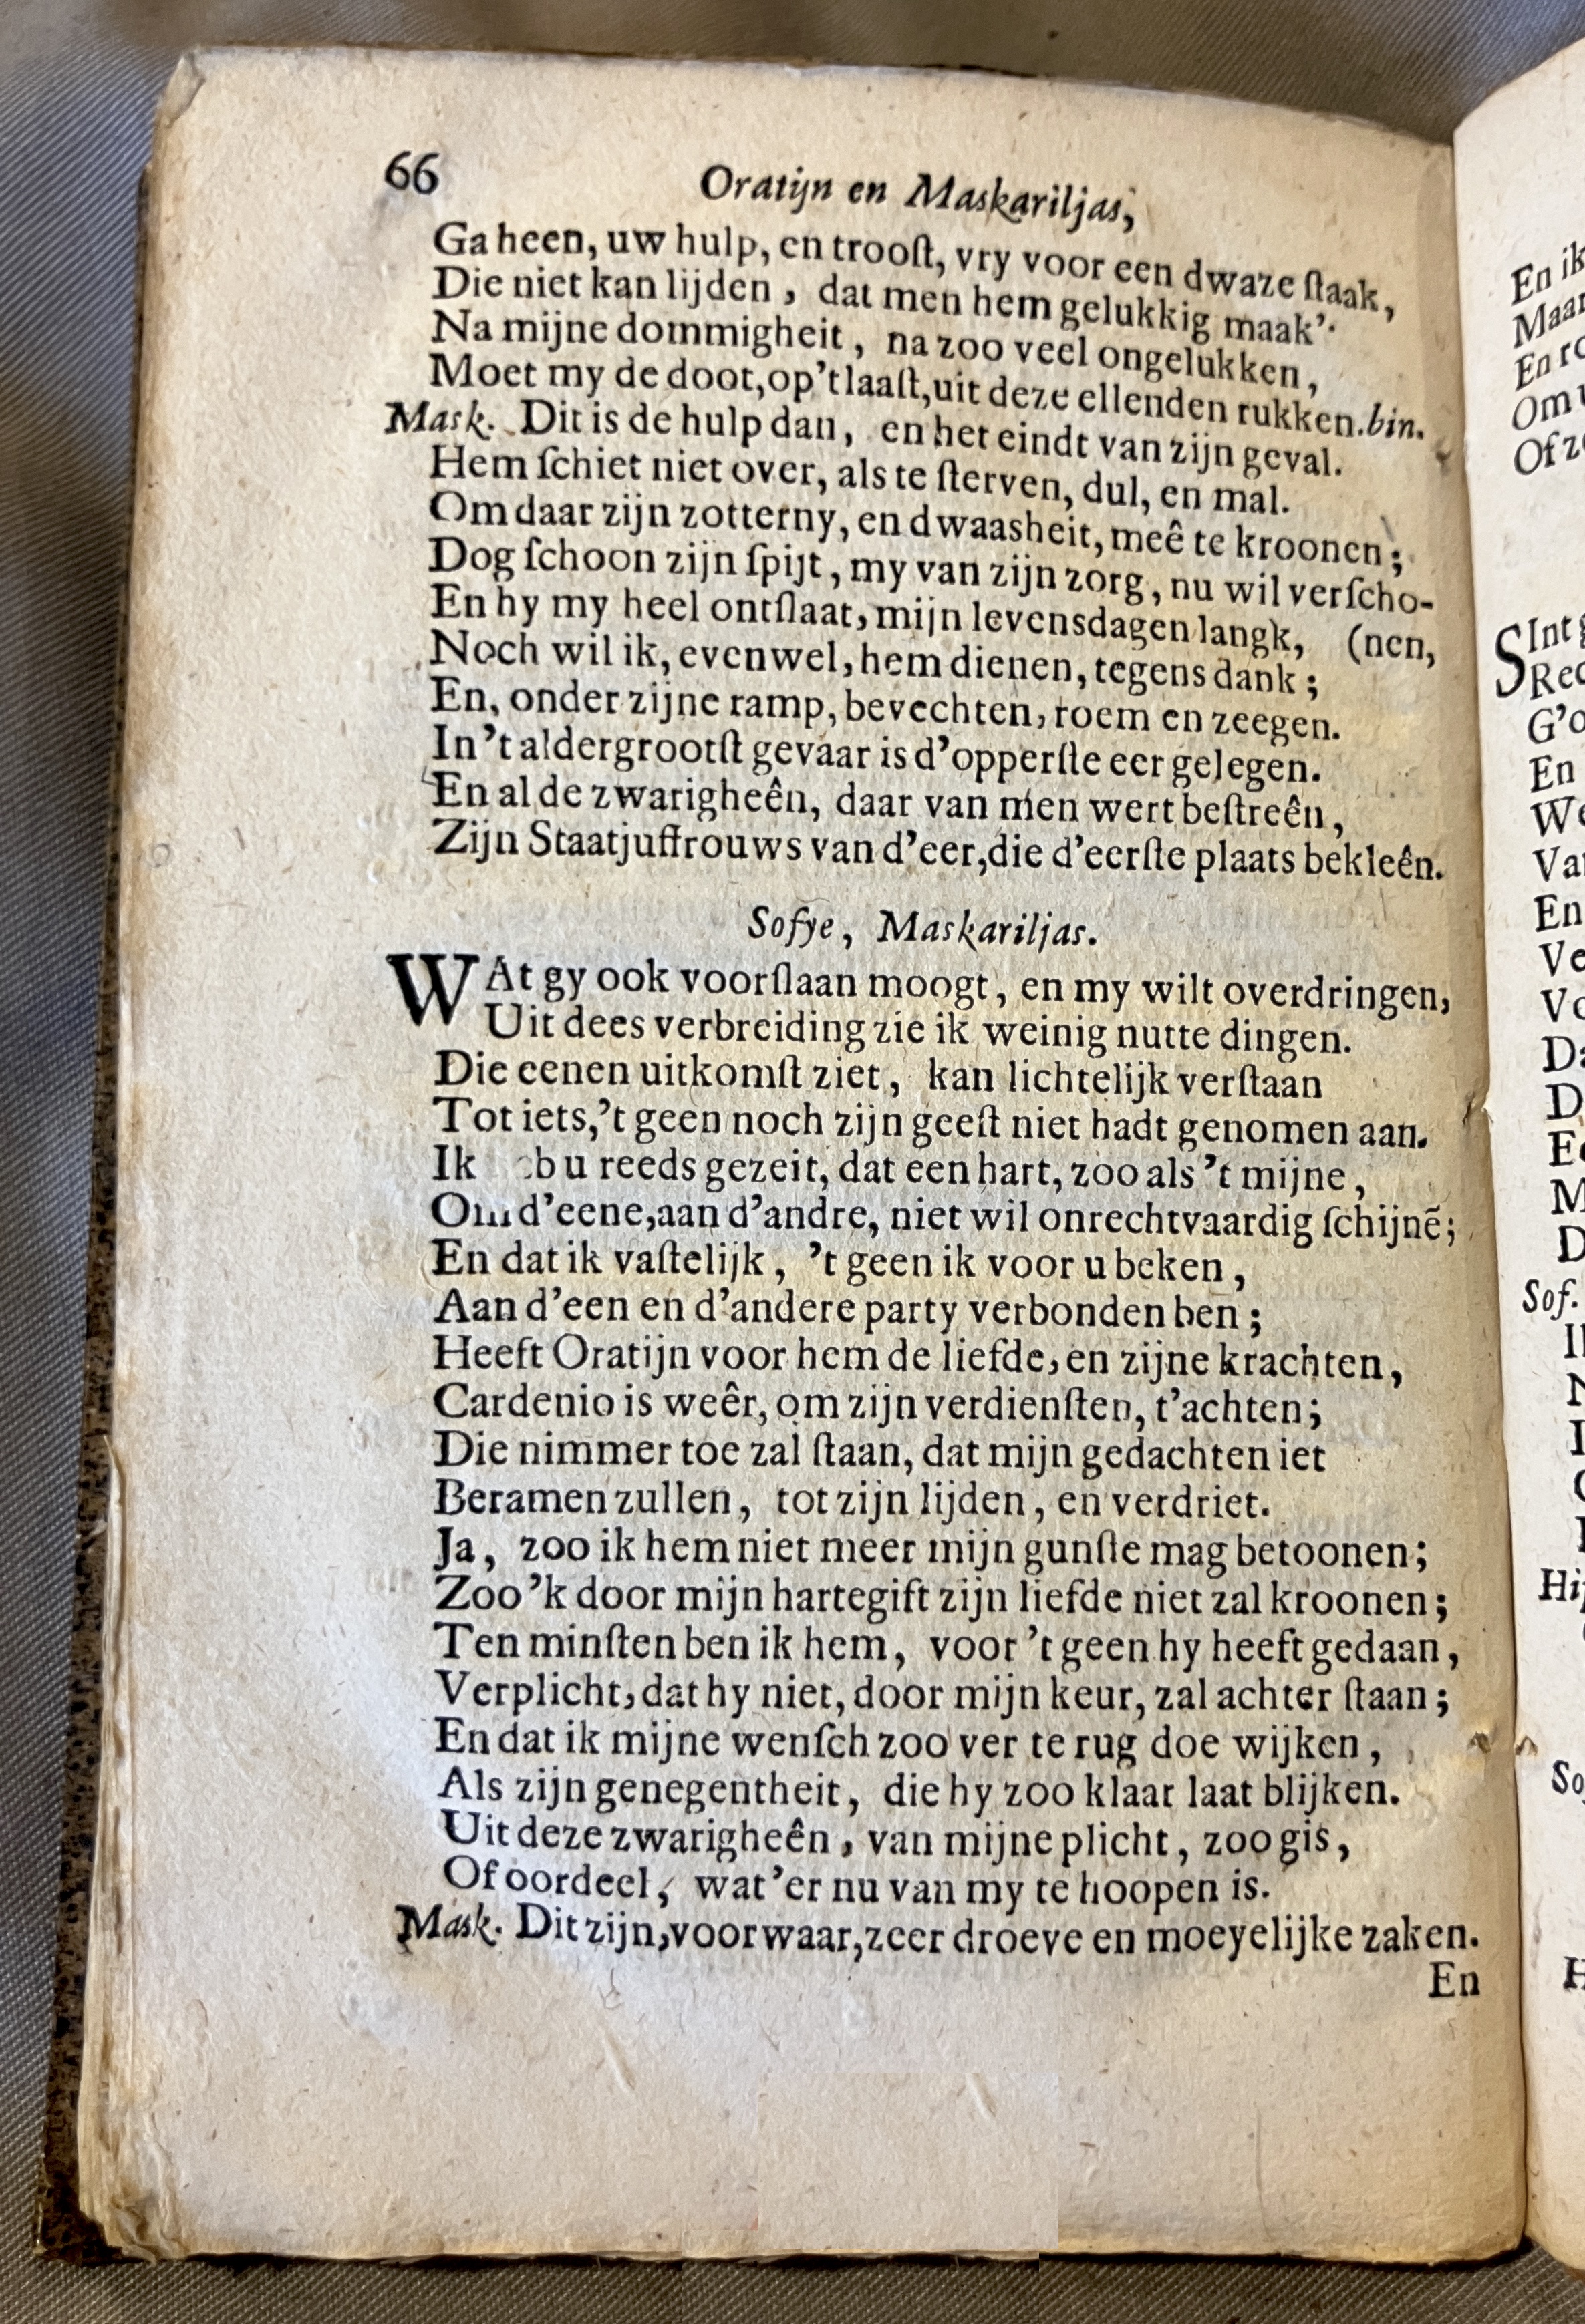 66
Oratijn en Maskariljas,
Ga heen, uw hulp, en trooſt, vry voor een dwaze ſtaak,
Die niet kan lijden, dat men hem gelukkig maak'.
Na mijne dommigheit, na zoo veel ongelukken,
Moet my de doot, op't laaſt, uit deze ellenden rukken. bin.
Mask. Dit is de hulp dan, en het eindt van zijn geval.
Hem ſchiet niet over, als te ſterven, dul, en mal.
Om daar zijn zotterny, en dwaasheit, meê te kroonen;
Dog ſchoon zijn ſpijt, my van zijn zorg, nu wil verſcho-
En hy my heel ontſlaat, mijn levensdagen langk, (nen,
Noch wil ik, evenwel, hem dienen, tegens dank;
En, onder zijne ramp, bevechten, roem en zeegen.
In 't aldergrootſt gevaar is d'opperſte eer gelegen.
En al de zwarigheên, daar van men wert beſtreên,
Zijn Staatjuffrouws van d'eer, die d'eerſte plaats bekleên.
Sofye, Maskariljas.
WAt gy ook voorſlaan moogt, en my wilt overdringen,
Uit dees verbreiding zie ik weinig nutte dingen.
Die eenen uitkomſt ziet, kan lichtelijk verſtaan
Tot iets, 't geen noch zijn geeſt niet hadt genomen aan.
Ik u reeds gezeit, dat een hart, zoo als 't mijne,
Om d'eene, aan d'andre, niet wil onrechtvaardig ſchijnē;
En dat ik vaſtelijk, 't geen ik voor u beken,
Aan d'een en d'andere party verbonden ben;
Heeft Oratijn voor hem de liefde, en zijne krachten,
Cardenio is weêr, om zijn verdienſten, t'achten;
Die nimmer toe zal ſtaan, dat mijn gedachten iet
Beramen zullen, tot zijn lijden, en verdriet.
Ja, zoo ik hem niet meer mijn gunſte mag betoonen;
Zoo 'k door mijn hartegift zijn liefde niet zal kroonen;
Ten minſten ben ik hem, voor 't geen hy heeft gedaan,
Verplicht, dat hy niet, door mijn keur, zal achter ſtaan;
En dat ik mijne wenſch zoo ver te rug doe wijken,
Als zijn genegentheit, die hy zoo klaar laat blijken.
Uit deze zwarigheên, van mijne plicht, zoo gis,
Of oordeel, wat 'er nu van my te hoopen is.
Mask. Dit zijn, voorwaar, zeer droeve en moeyelijke zaken.
En